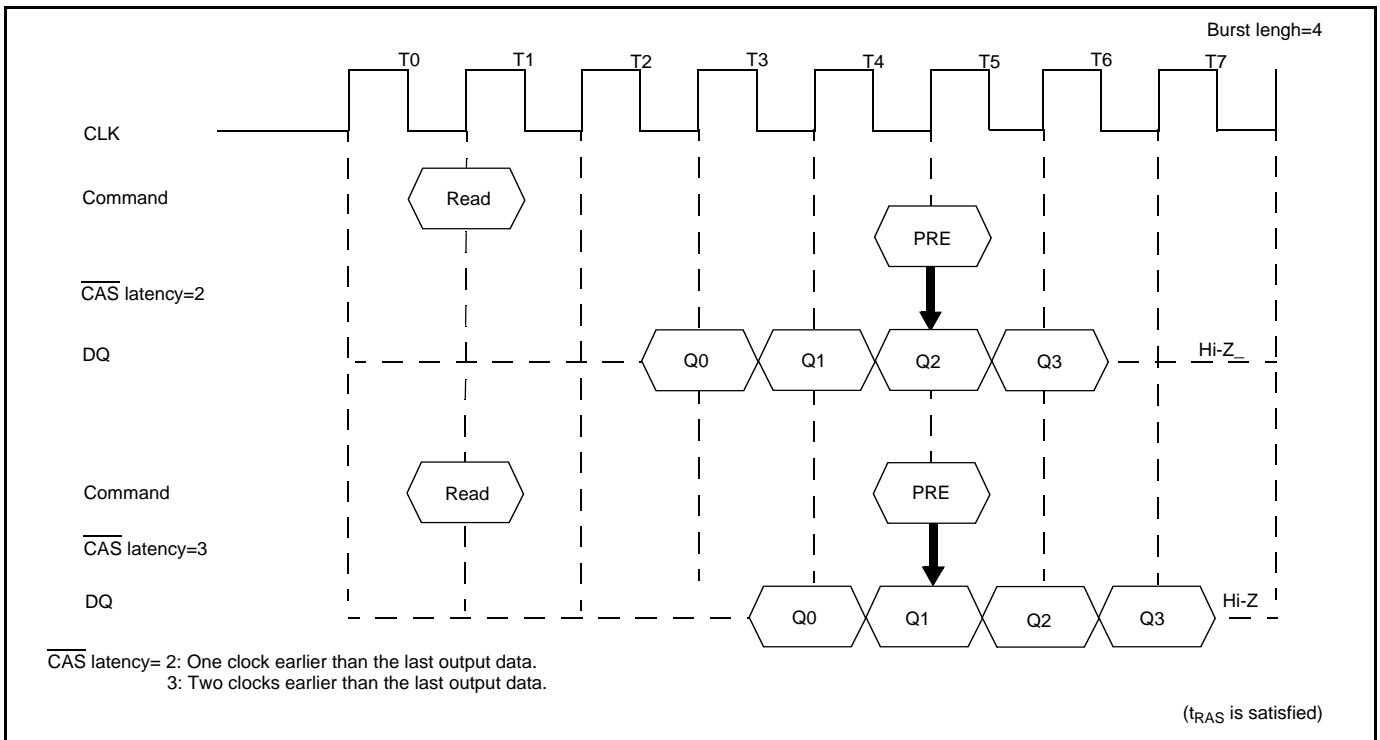 Burst lengh=4
T0 T1 T2 T3 T4 T5 T6 T7
CLK
Command
Read
PRE
CAS latency=2
DQ
Q0 Q1 Q2 Q3
Hi-Z
Command
Read
PRE
CAS latency=3
DQ
Q0 Q1 Q2 Q3
Hi-Z
CAS latency= 2: One clock earlier than the last output data.
3: Two clocks earlier than the last output data.
(tRAS is satisfied)